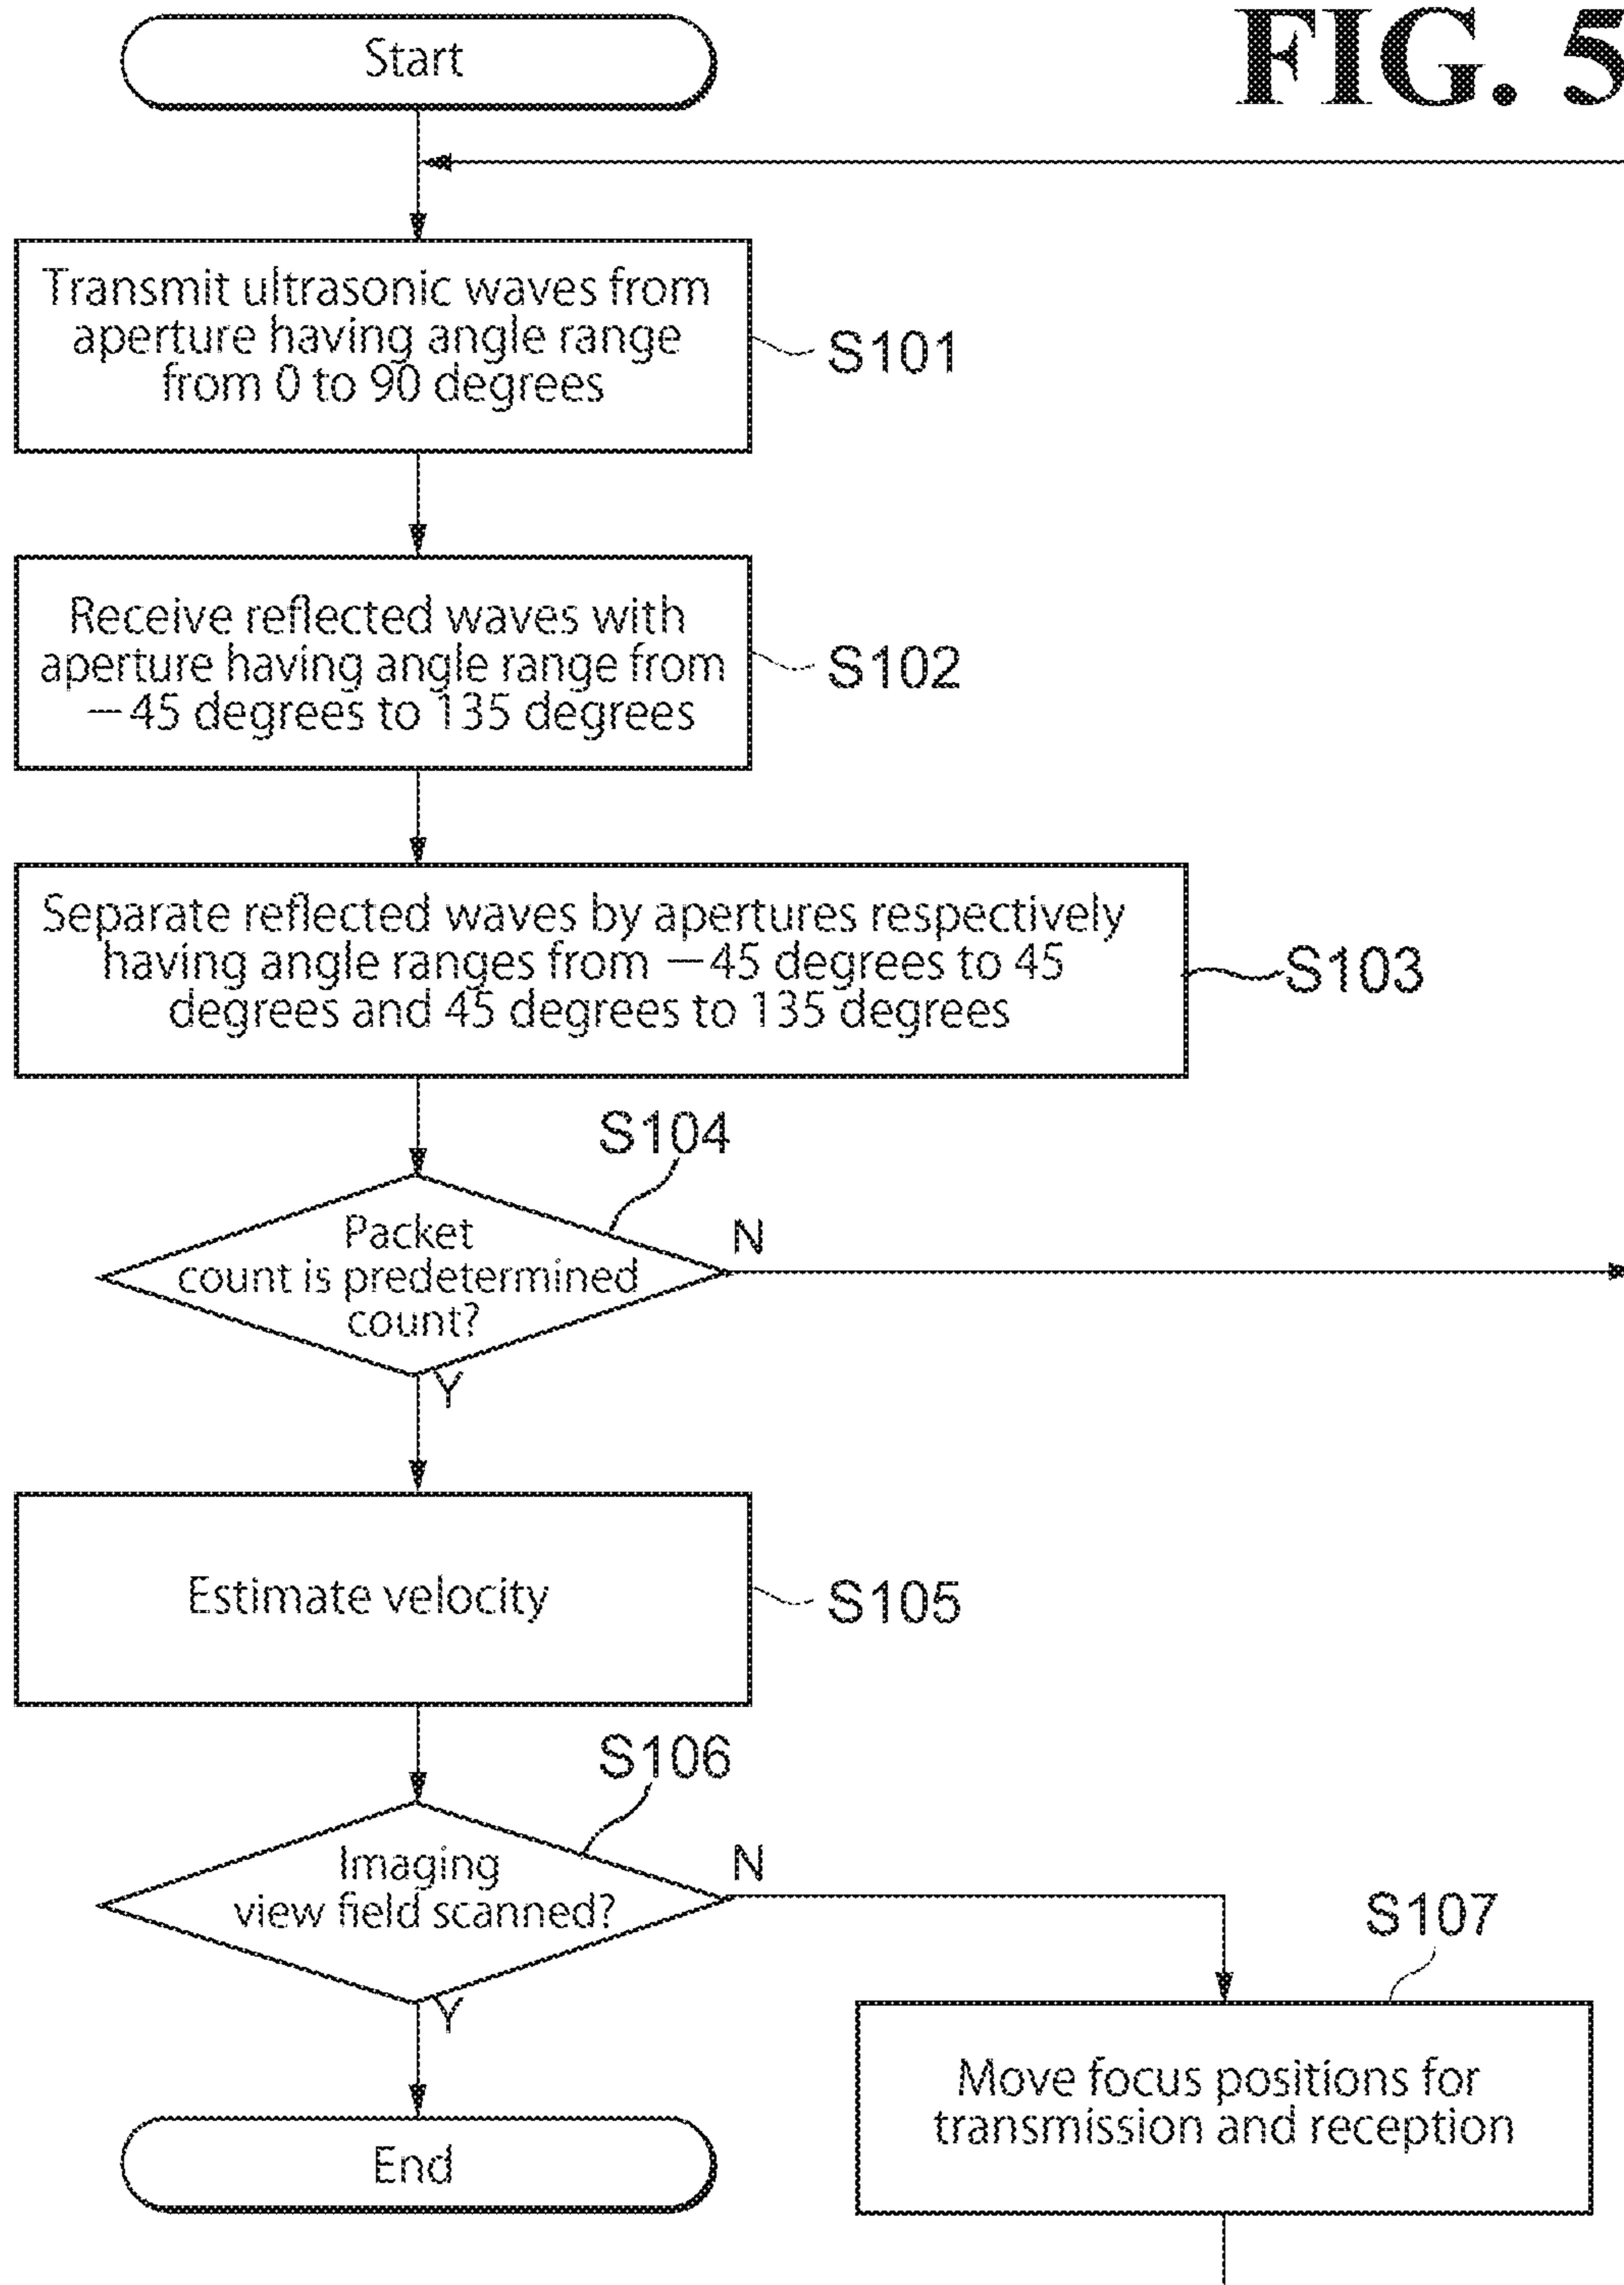 FIG. 5
Start
Transmit ultrasonic waves from
aperture having angle range
from 0 to 90 degrees
S101
Receive reflected waves with
aperture having angle range from
—45 degrees to 135 degrees
S102
Separate reflected waves by apertures respectively
having angle ranges from —45 degrees to 45
degrees and 45 degrees to 135 degrees
S103
S104
Packet
count is predetermined
count?
N
Y
Estimate velocity
S105
S106
Imaging
view field scanned?
N
Y
S107
Move focus positions for
transmission and reception
End